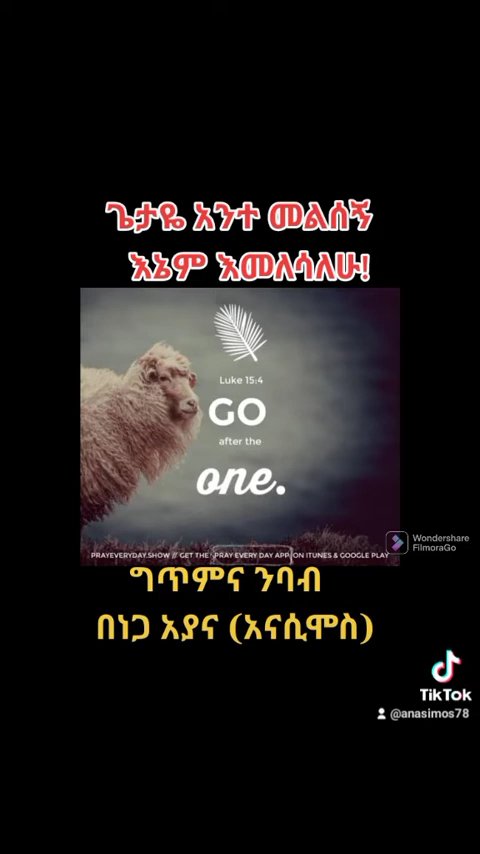 ጌታዬ አንተ መልሰኝ
እኔም እመለሳለሁ!
Luke 15:4
GO
after the
one.
PRAYEVERYDAY.SHOW // GET THE PRAY EVERY DAY APP ON ITUNES & GOOGLE PLAY
Wondershare
FilmoraGo
ግጥምና ንባብ
በነጋ አያና (አናሲሞስ)
TikTok
@anasimos78